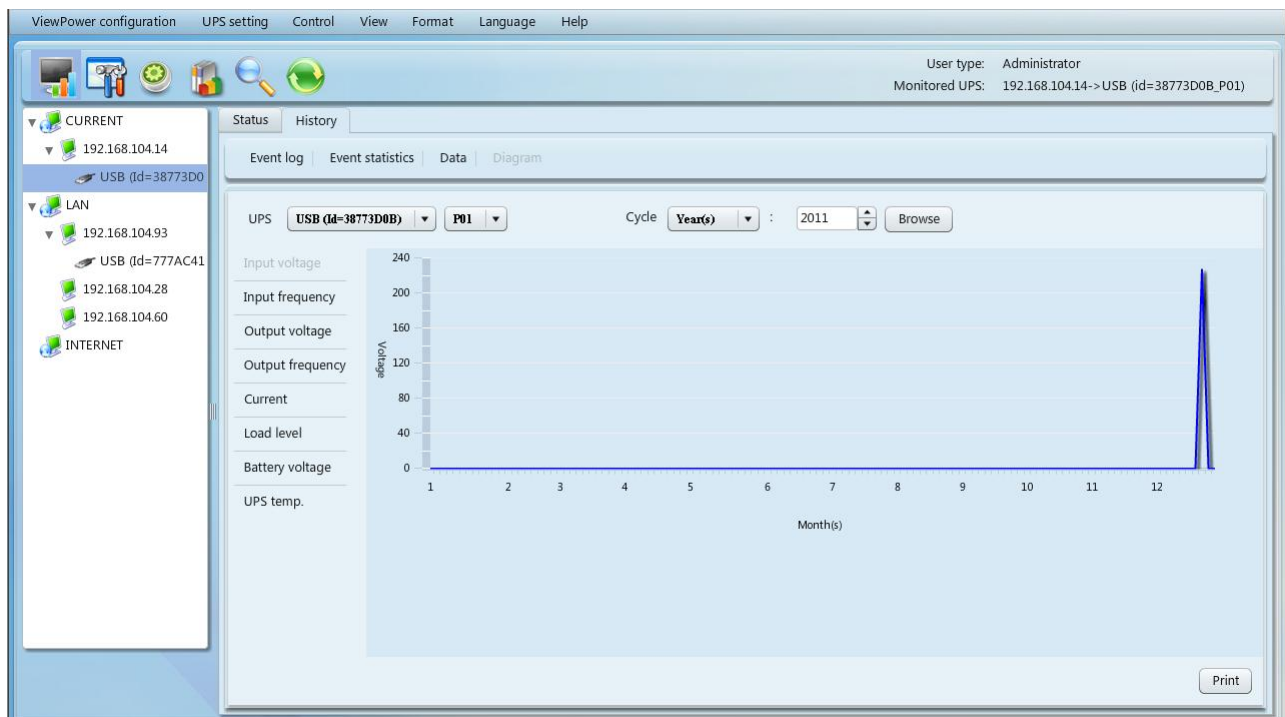 ViewPower configuration UPS setting Control View Format Language Help
User type: Administrator
Monitored UPS: 192.168.104.14->USB (id=38773D0B_P01)
CURRENT
192.168.104.14
USB (Id=38773D0
LAN
192.168.104.93
USB (Id=777AC41
192.168.104.28
192.168.104.60
INTERNET
Status History
Event log Event statistics Data Diagram
UPS USB (Id=38773D0B) P01 Cycle Year(s) : 2011 Browse
Input voltage
Input frequency
Output voltage
Output frequency
Current
Load level
Battery voltage
UPS temp.
Voltage
240
200
160
120
80
40
0
1 2 3 4 5 6 7 8 9 10 11 12
Month(s)
Print